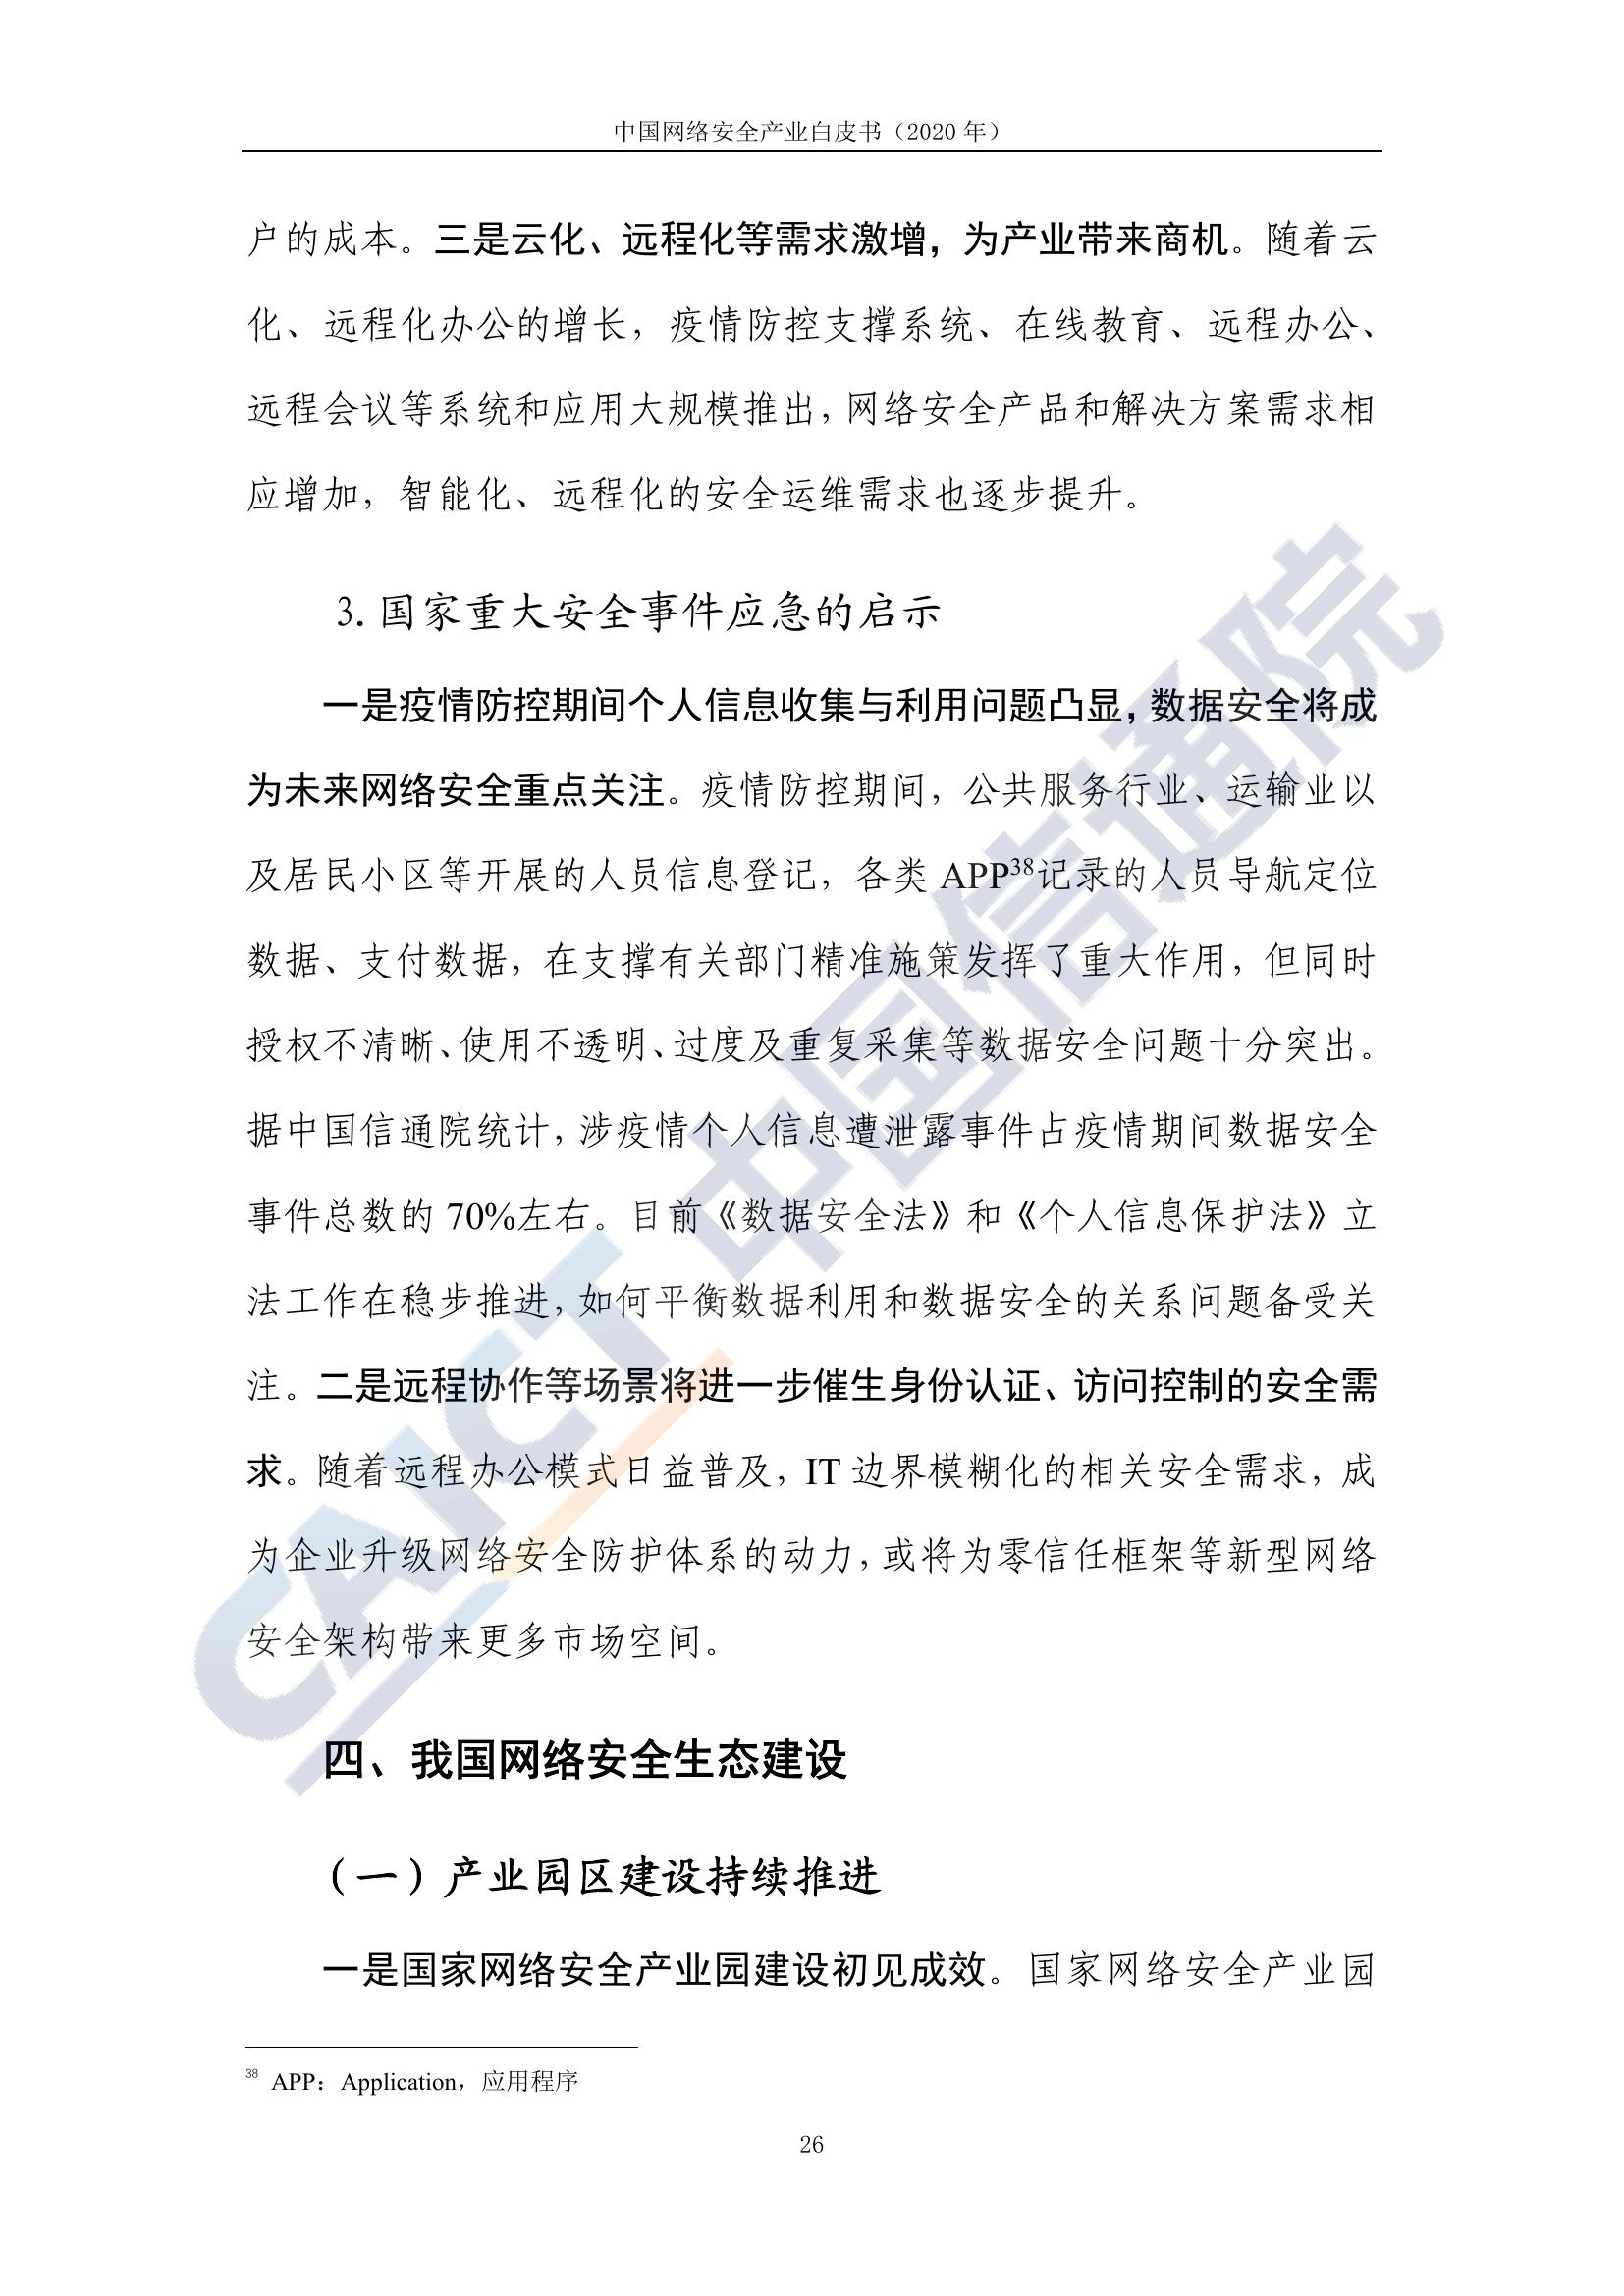 中国网络安全产业白皮书（2020 年）
户的成本。三是云化、远程化等需求激增，为产业带来商机。随着云
化、远程化办公的增长，疫情防控支撑系统、在线教育、远程办公、
远程会议等系统和应用大规模推出，网络安全产品和解决方案需求相
应增加，智能化、远程化的安全运维需求也逐步提升。
3.国家重大安全事件应急的启示
一是疫情防控期间个人信息收集与利用问题凸显，数据安全将成
为未来网络安全重点关注。疫情防控期间，公共服务行业、运输业以
及居民小区等开展的人员信息登记，各类 APP38记录的人员导航定位
数据、支付数据，在支撑有关部门精准施策发挥了重大作用，但同时
授权不清晰、使用不透明、过度及重复采集等数据安全问题十分突出。
据中国信通院统计，涉疫情个人信息遭泄露事件占疫情期间数据安全
事件总数的 70%左右。目前《数据安全法》和《个人信息保护法》立
法工作在稳步推进，如何平衡数据利用和数据安全的关系问题备受关
注。二是远程协作等场景将进一步催生身份认证、访问控制的安全需
求。随着远程办公模式日益普及，IT 边界模糊化的相关安全需求，成
为企业升级网络安全防护体系的动力，或将为零信任框架等新型网络
安全架构带来更多市场空间。
四、我国网络安全生态建设
（一）产业园区建设持续推进
一是国家网络安全产业园建设初见成效。国家网络安全产业园
38 APP：Application，应用程序
26
CAICT 中国信通院